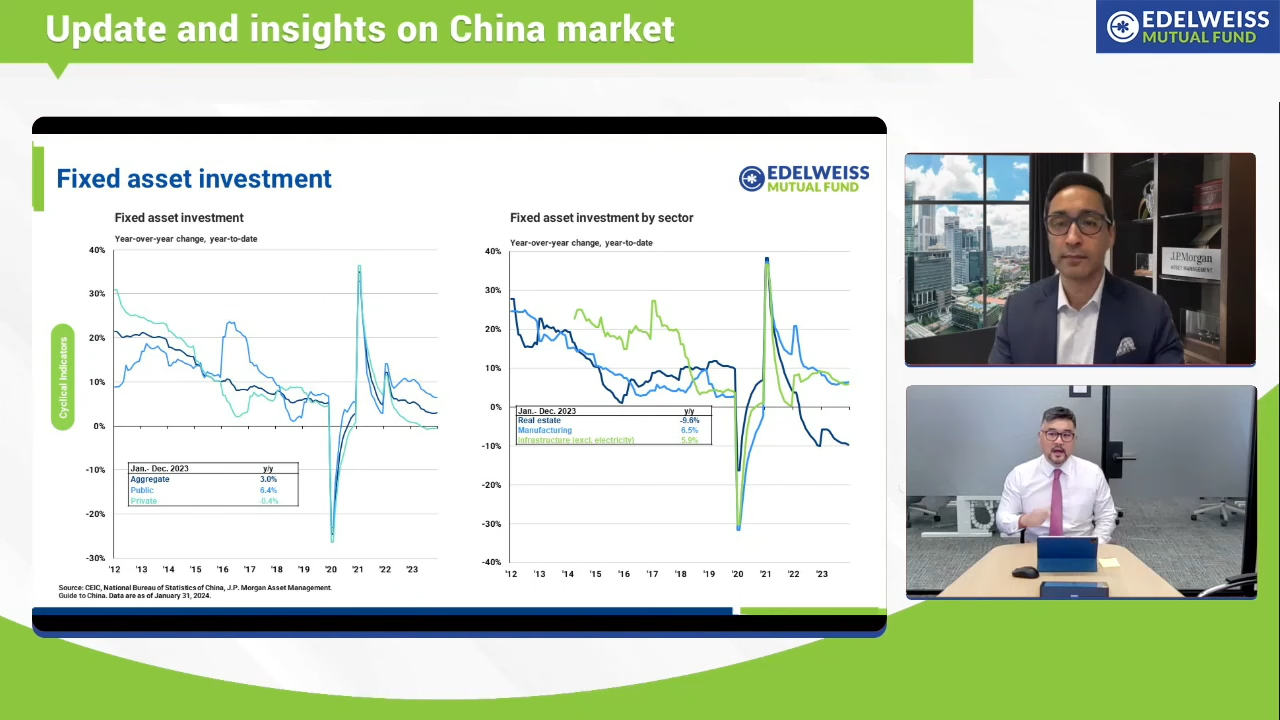 Update and insights on China market
EDELWEISS
MUTUAL FUND
Fixed asset investment
EDELWEISS
MUTUAL FUND
Cyclical Indicators
Fixed asset investment
Year-over-year change, year-to-date
40%
30%
20%
10%
0%
-10%
-20%
-30%
'12 '13 '14 '15 '16 '17 '18 '19 '20 '21 '22 '23
Jan.- Dec. 2023 y/y
Aggregate 3.0%
Public 6.4%
Private -0.4%
Fixed asset investment by sector
Year-over-year change, year-to-date
40%
30%
20%
10%
0%
-10%
-20%
-30%
-40%
'12 '13 '14 '15 '16 '17 '18 '19 '20 '21 '22 '23
Jan.- Dec. 2023 y/y
Real estate -9.6%
Manufacturing 6.5%
Infrastructure (excl. electricity) 5.9%
Source: CEIC, National Bureau of Statistics of China, J.P. Morgan Asset Management.
Guide to China. Data are as of January 31, 2024.
J.P.Morgan
ASSET MANAGEMENT